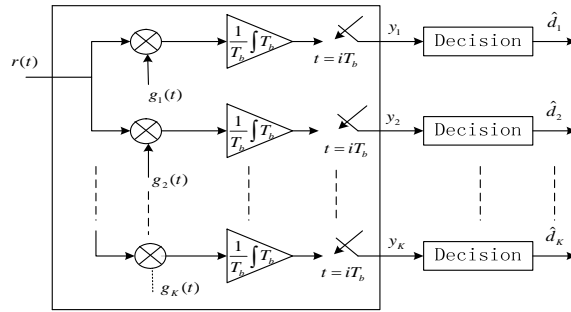 r(t)
1/T_b ∫T_b
t = iT_b
y_1
Decision
d̂_1
g_1(t)
1/T_b ∫T_b
t = iT_b
y_2
Decision
d̂_2
g_2(t)
1/T_b ∫T_b
t = iT_b
y_K
Decision
d̂_K
g_K(t)